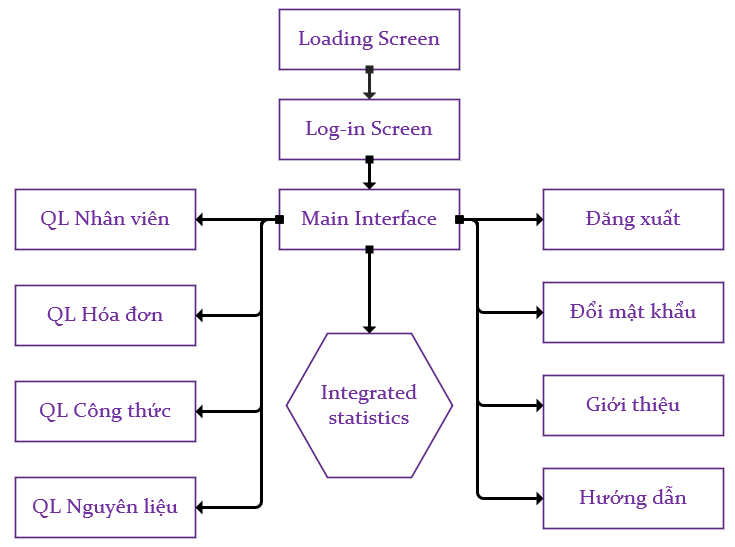 Loading Screen
Log-in Screen
Main Interface
QL Nhân viên
QL Hóa đơn
QL Công thức
QL Nguyên liệu
Integrated
statistics
Đăng xuất
Đổi mật khẩu
Giới thiệu
Hướng dẫn